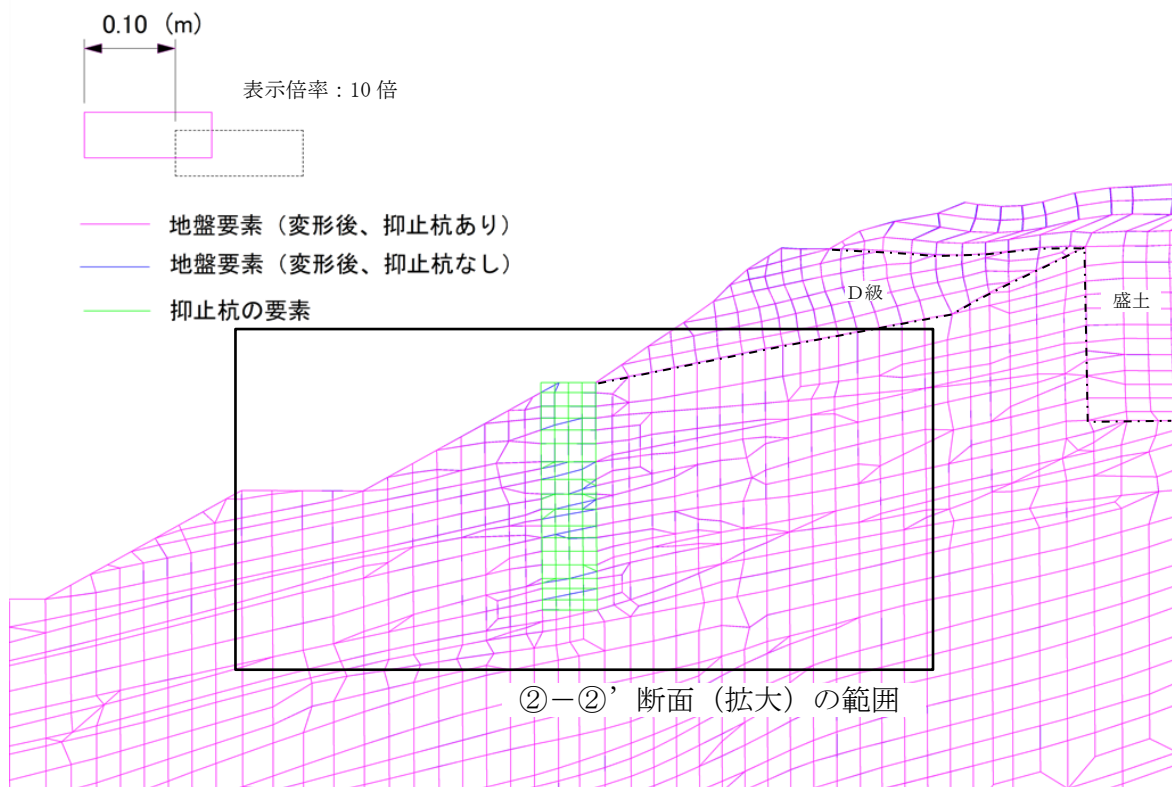 0.10 (m)
表示倍率：10 倍
地盤要素（変形後、抑止杭あり）
地盤要素（変形後、抑止杭なし）
抑止杭の要素
D級
盛土
②－②’断面（拡大）の範囲